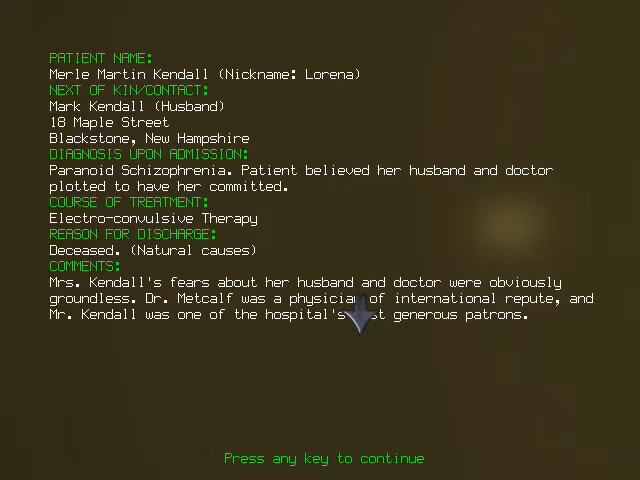 PATIENT NAME:
Merle Martin Kendall (Nickname: Lorena)
NEXT OF KIN/CONTACT:
Mark Kendall (Husband)
18 Maple Street
Blackstone, New Hampshire
DIAGNOSIS UPON ADMISSION:
Paranoid Schizophrenia. Patient believed her husband and doctor
plotted to have her committed.
COURSE OF TREATMENT:
Electro-convulsive Therapy
REASON FOR DISCHARGE:
Deceased. (Natural causes)
COMMENTS:
Mrs. Kendall's fears about her husband and doctor were obviously
groundless. Dr. Metcalf was a physician of international repute, and
Mr. Kendall was one of the hospital's generous patrons.
Press any key to continue